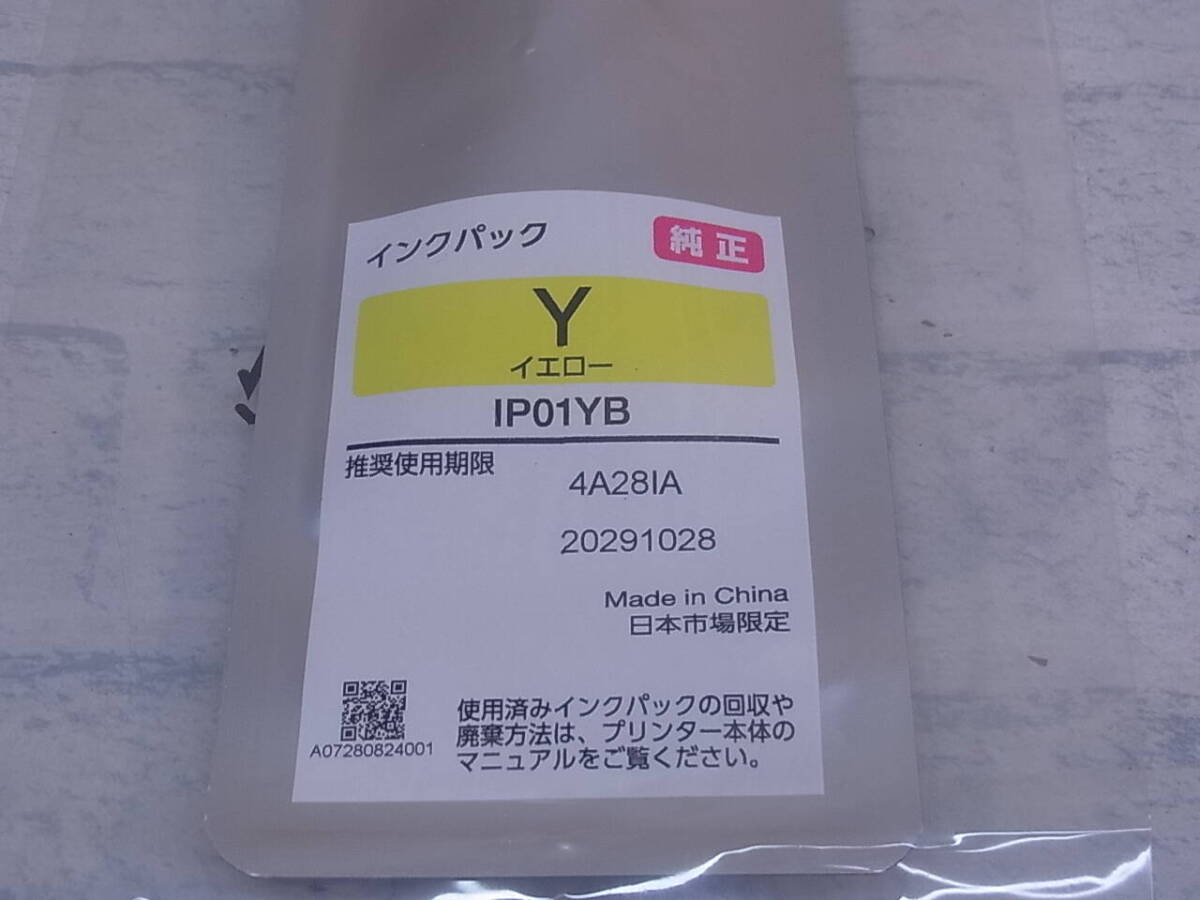 インクパック
純正
Y
イエロー
IP01YB
推奨使用期限
4A28IA
20291028
Made in China
日本市場限定
A07280824001
使用済みインクパックの回収や
廃棄方法は、プリンター本体の
マニュアルをご覧ください。